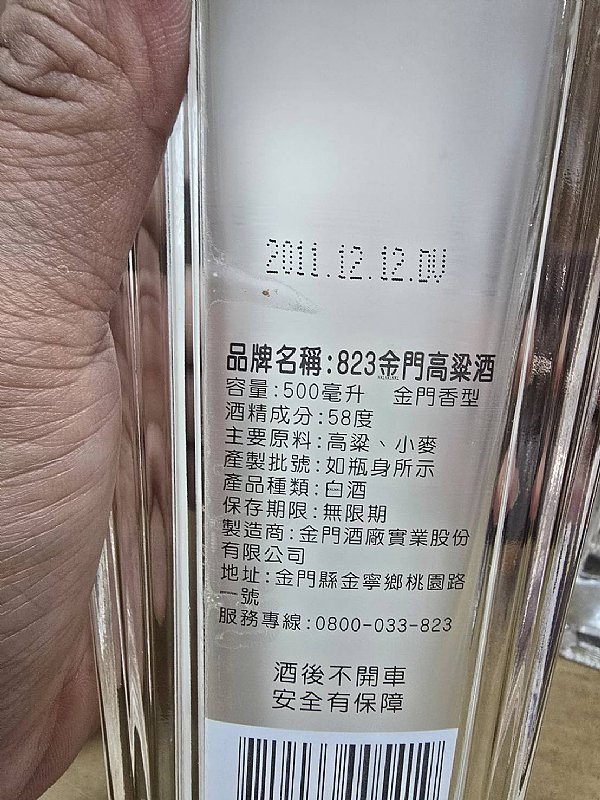 2011.12.12.DV
品牌名稱:823金門高粱酒
容量:500毫升 金門香型
酒精成分:58度
主要原料:高粱、小麥
產製批號:如瓶身所示
產品種類:白酒
保存期限:無限期
製造商:金門酒廠實業股份
有限公司
地址:金門縣金寧鄉桃園路
一號
服務專線:0800-033-823
酒後不開車
安全有保障